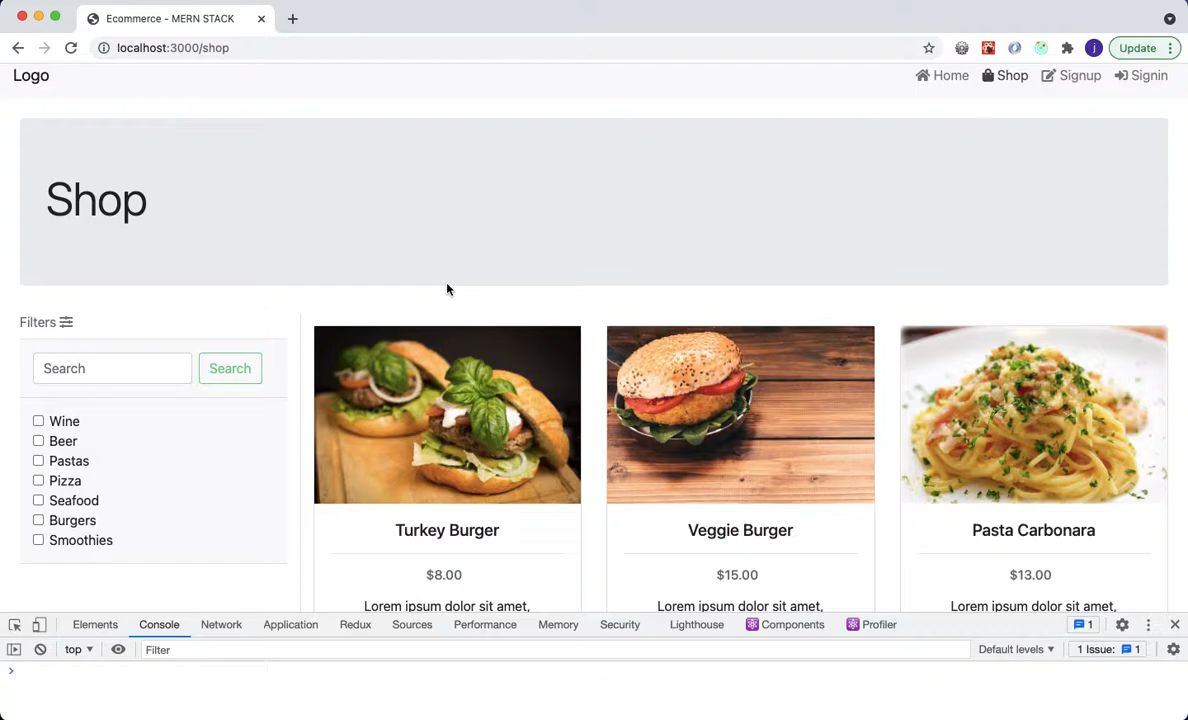 Ecommerce - MERN STACK
localhost:3000/shop
j
Update
Logo
Home Shop Signup Signin
Shop
Filters
Search Search
Wine
Beer
Pastas
Pizza
Seafood
Burgers
Smoothies
Turkey Burger
$8.00
Lorem ipsum dolor sit amet,
Veggie Burger
$15.00
Lorem ipsum dolor sit amet,
Pasta Carbonara
$13.00
Lorem ipsum dolor sit amet,
Elements Console Network Application Redux Sources Performance Memory Security Lighthouse Components Profiler 1
top Filter Default levels 1 Issue: 1